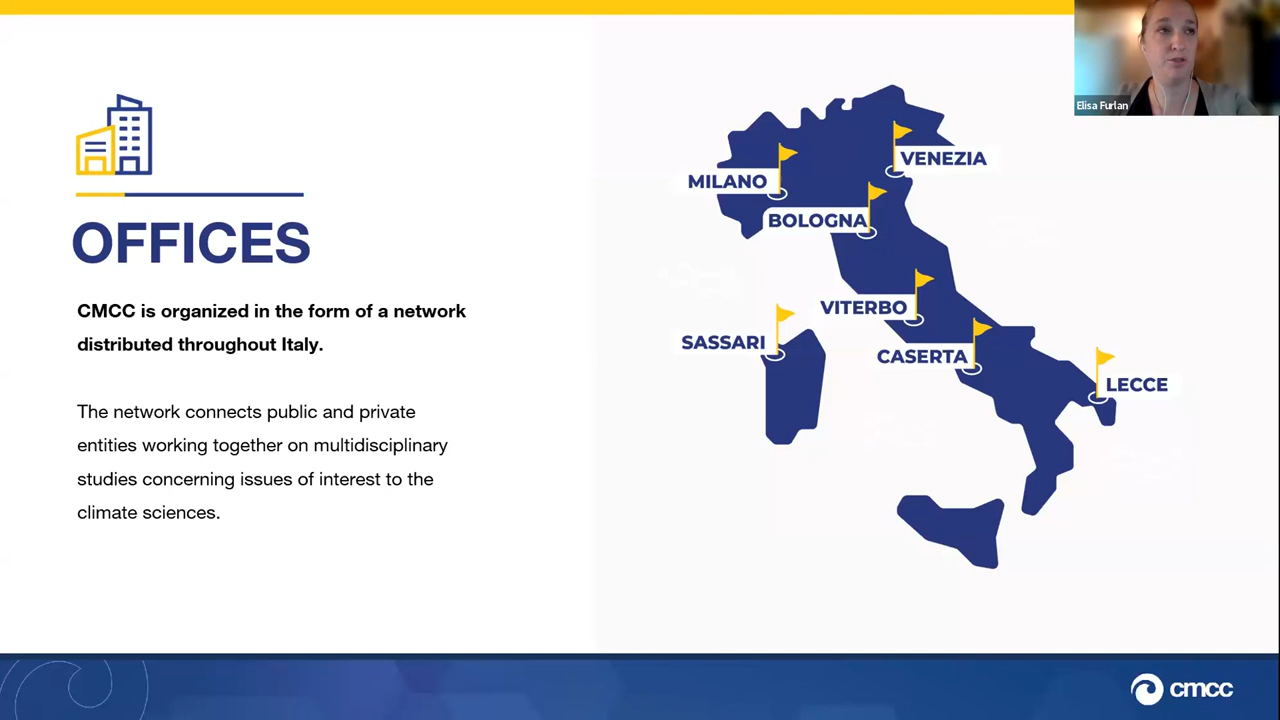 Elisa Furlan
OFFICES
CMCC is organized in the form of a network
distributed throughout Italy.
The network connects public and private
entities working together on multidisciplinary
studies concerning issues of interest to the
climate sciences.
VENEZIA
MILANO
BOLOGNA
VITERBO
SASSARI
CASERTA
LECCE
cmcc